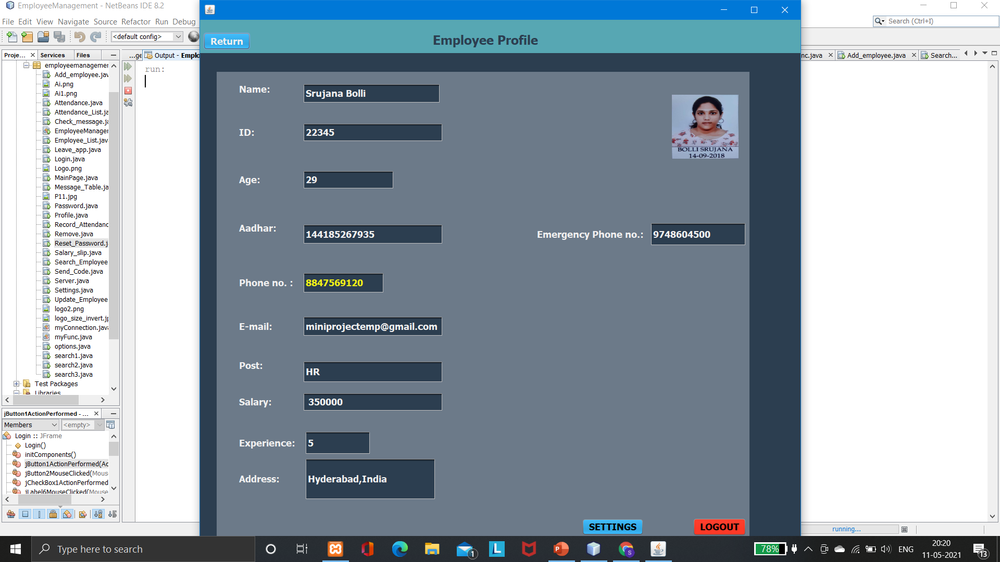 EmployeeManagement - NetBeans IDE 8.2
File Edit View Navigate Source Refactor Run Debug
Search (Ctrl+I)
<default config>
Return
Employee Profile
Proje... Services Files
...ge Output - Emplo
nc.java Add_employee.java Search...
run:
employeemanagemen
Add_employee.jav
Ai.png
Ai1.png
Attendance.java
Attendance_List.ja
Check_message.ja
EmployeeManager
Employee_List.java
Leave_app.java
Login.java
Logo.png
MainPage.java
Message_Table.ja
P11.jpg
Password.java
Profile.java
Record_Attendanc
Remove.java
Reset_Password.j
Salary_slip.java
Search_Employee
Send_Code.java
Server.java
Settings.java
Update_Employee
logo2.png
logo_size_invert.jp
myConnection.java
myFunc.java
options.java
search1.java
search2.java
search3.java
Test Packages
Libraries
jButton1ActionPerformed - ...
Members <empty>
Login :: JFrame
Login()
initComponents()
jButton1ActionPerformed(Ac
jButton2MouseClicked(Mous
jCheckBox1ActionPerformed
jLabel6MouseClicked(Mouse
Name: Srujana Bolli
BOLLI SRUJANA
14-09-2018
ID: 22345
Age: 29
Aadhar: 144185267935
Emergency Phone no.: 9748604500
Phone no. : 8847569120
E-mail: miniprojectemp@gmail.com
Post: HR
Salary: 350000
Experience: 5
Address: Hyderabad,India
SETTINGS LOGOUT
running...
Type here to search
1
L
P
S
78%
ENG
20:20
11-05-2021
13